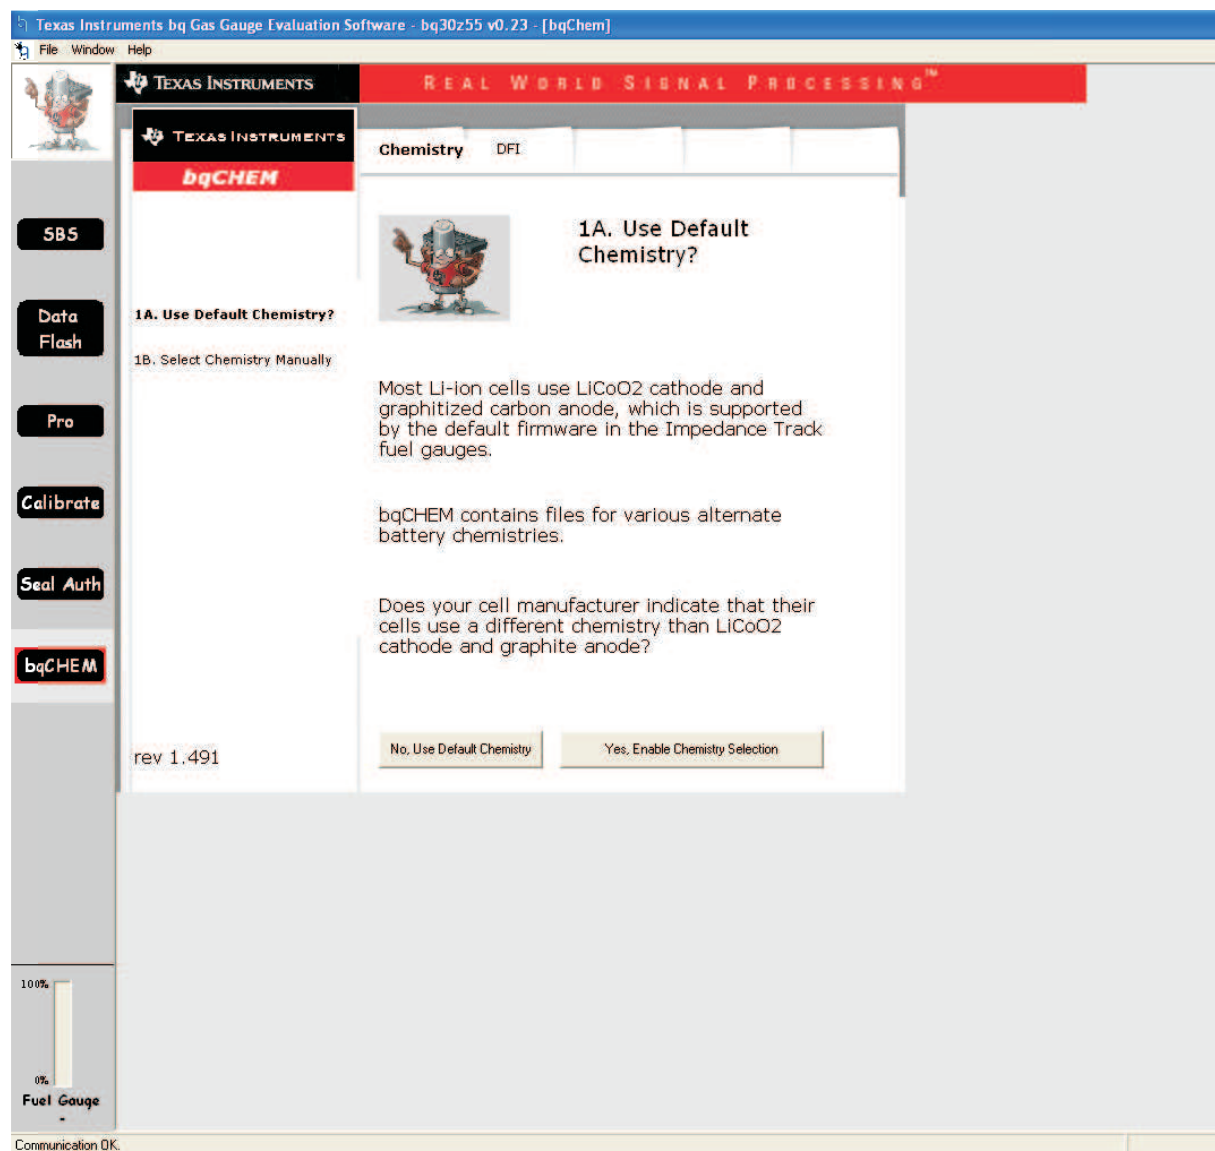 Texas Instruments bq Gas Gauge Evaluation Software - bq30z55 v0.23 - [bqChem]
File Window Help
TEXAS INSTRUMENTS
REAL WORLD SIGNAL PROCESSING™
TEXAS INSTRUMENTS
bqCHEM
Chemistry DFI
SBS
Data
Flash
Pro
Calibrate
Seal Auth
bqCHEM
1A. Use Default Chemistry?
1B. Select Chemistry Manually
rev 1.491
1A. Use Default
Chemistry?
Most Li-ion cells use LiCoO2 cathode and
graphitized carbon anode, which is supported
by the default firmware in the Impedance Track
fuel gauges.
bqCHEM contains files for various alternate
battery chemistries.
Does your cell manufacturer indicate that their
cells use a different chemistry than LiCoO2
cathode and graphite anode?
No, Use Default Chemistry
Yes, Enable Chemistry Selection
100%
0%
Fuel Gauge
-
Communication OK.